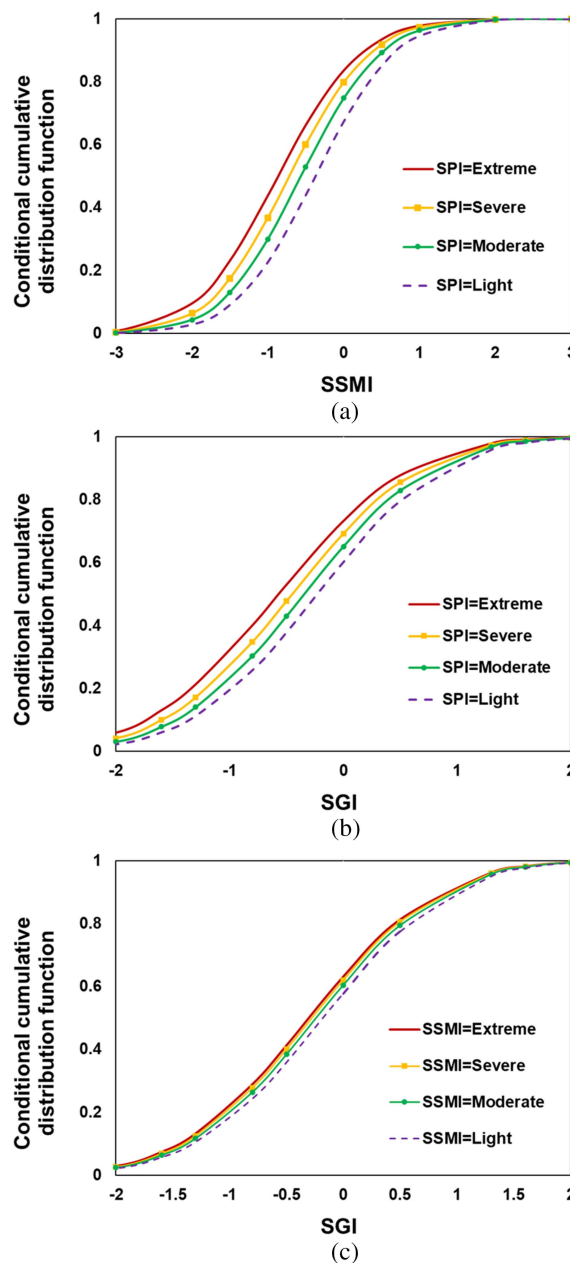 1
0.8
0.6
0.4
0.2
0
Conditional cumulative
distribution function
SPI=Extreme
SPI=Severe
SPI=Moderate
SPI=Light
-3 -2 -1 0 1 2 3
SSMI
(a)
1
0.8
0.6
0.4
0.2
0
Conditional cumulative
distribution function
SPI=Extreme
SPI=Severe
SPI=Moderate
SPI=Light
-2 -1 0 1 2
SGI
(b)
1
0.8
0.6
0.4
0.2
0
Conditional cumulative
distribution function
SSMI=Extreme
SSMI=Severe
SSMI=Moderate
SSMI=Light
-2 -1.5 -1 -0.5 0 0.5 1 1.5 2
SGI
(c)